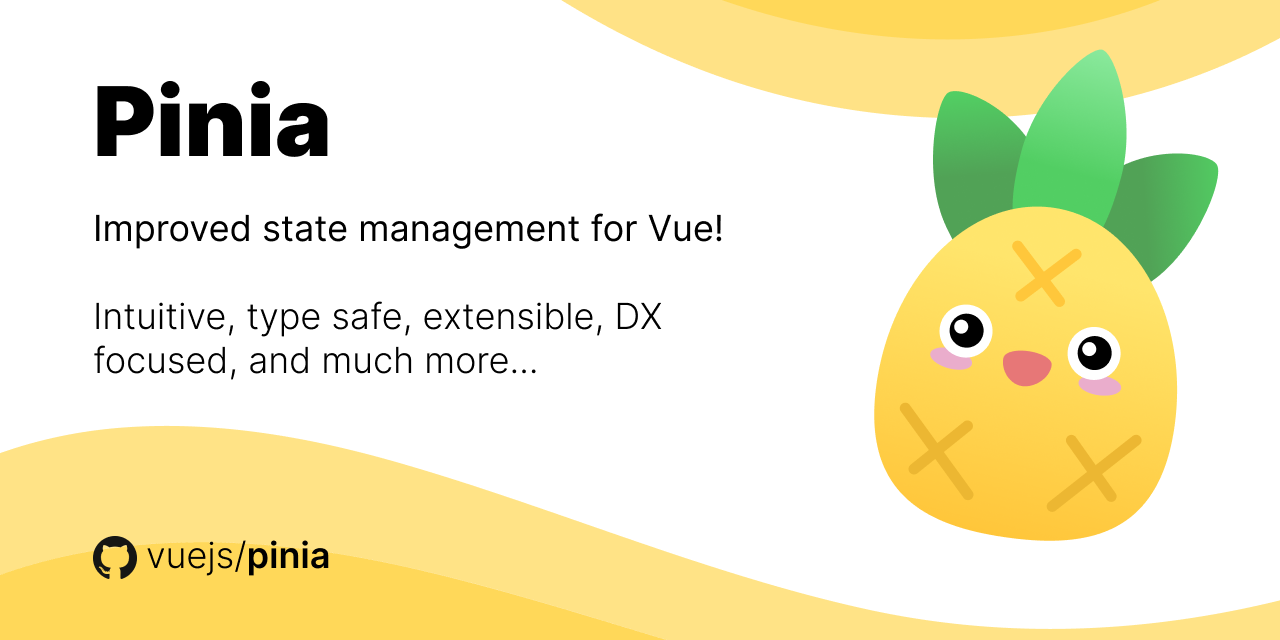 Pinia
Improved state management for Vue!
Intuitive, type safe, extensible, DX
focused, and much more...
vuejs/pinia